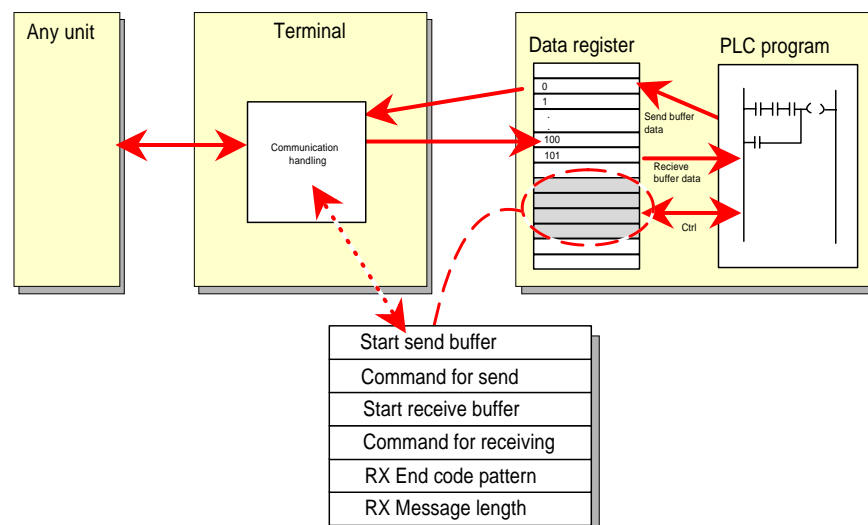 Any unit
Terminal
Data register
PLC program
Communication
handling
0
1
.
.
100
101
Send buffer
data
Recieve
buffer data
Ctrl
Start send buffer
Command for send
Start receive buffer
Command for receiving
RX End code pattern
RX Message length